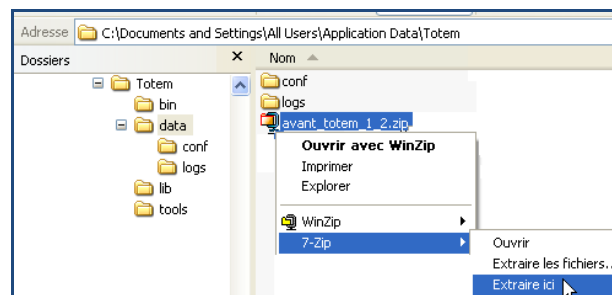 Adresse C:\Documents and Settings\All Users\Application Data\Totem
Dossiers X Nom
Totem
bin
data
conf
logs
lib
tools
conf
logs
avant_totem_1_2.zip
Ouvrir avec WinZip
Imprimer
Explorer
WinZip
7-Zip
Ouvrir
Extraire les fichiers..
Extraire ici